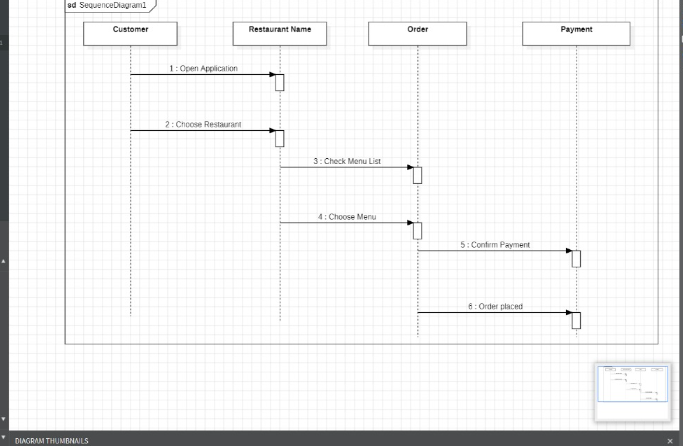 sd SequenceDiagram1
Customer
Restaurant Name
Order
Payment
1 : Open Application
2 : Choose Restaurant
3 : Check Menu List
4 : Choose Menu
5 : Confirm Payment
6 : Order placed
DIAGRAM THUMBNAILS